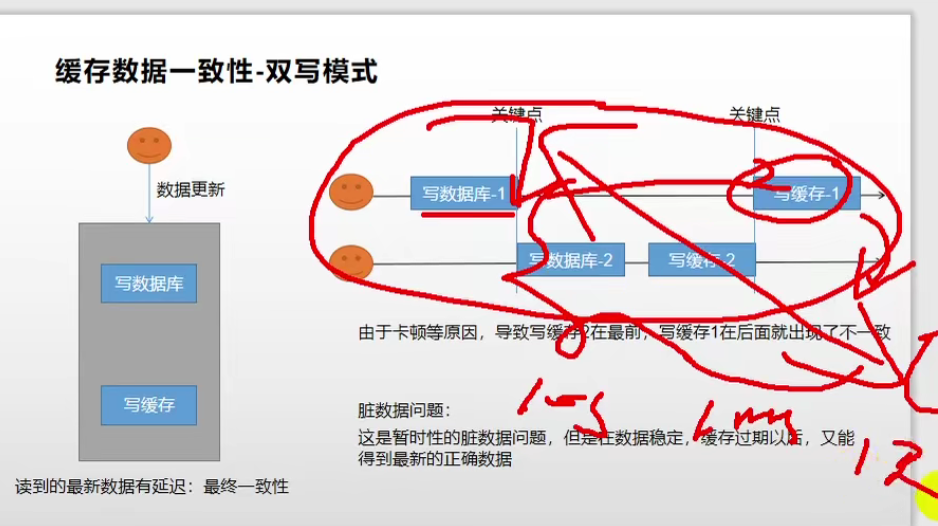 缓存数据一致性-双写模式
关键点
关键点
数据更新
写数据库-1
写缓存-1
写数据库
写数据库-2
写缓存-2
由于卡顿等原因，导致写缓存2在最前，写缓存1在后面就出现了不一致
写缓存
脏数据问题：
这是暂时性的脏数据问题，但是在数据稳定，缓存过期以后，又能
得到最新的正确数据
读到的最新数据有延迟：最终一致性